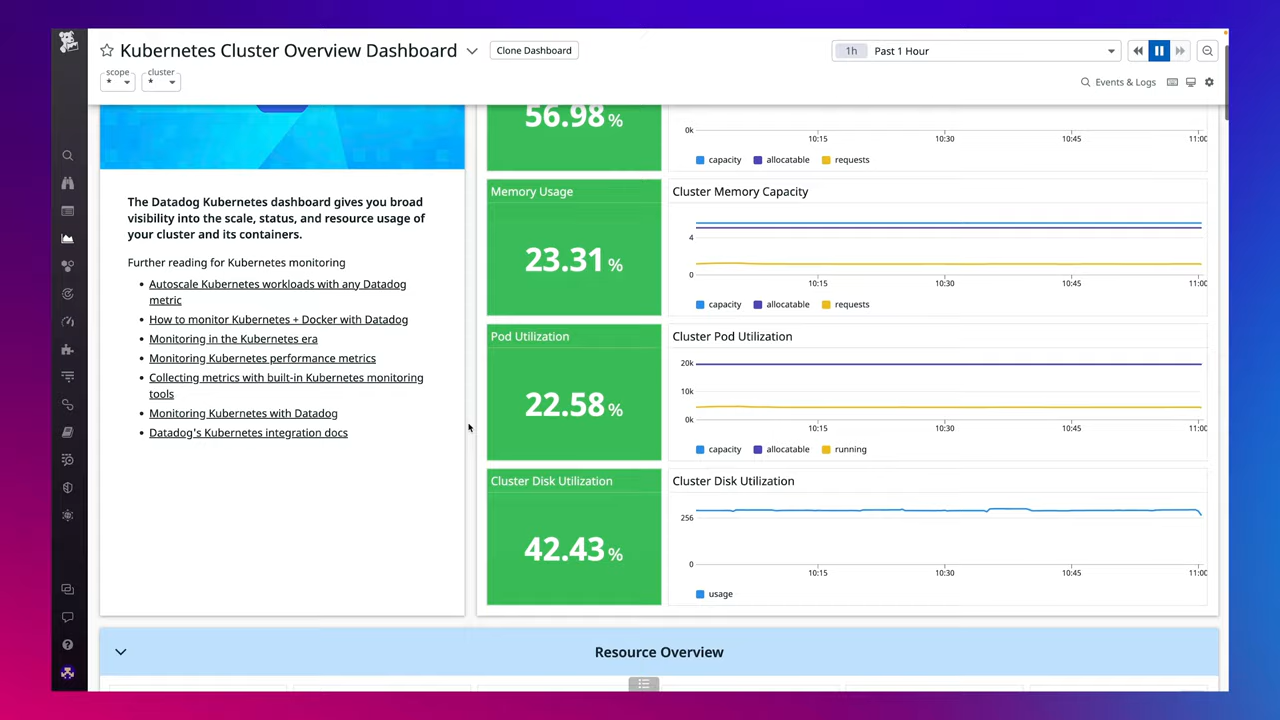 Kubernetes Cluster Overview Dashboard
Clone Dashboard
1h Past 1 Hour
scope
*
cluster
*
Events & Logs
The Datadog Kubernetes dashboard gives you broad
visibility into the scale, status, and resource usage of
your cluster and its containers.
Further reading for Kubernetes monitoring
• Autoscale Kubernetes workloads with any Datadog
metric
• How to monitor Kubernetes + Docker with Datadog
• Monitoring in the Kubernetes era
• Monitoring Kubernetes performance metrics
• Collecting metrics with built-in Kubernetes monitoring
tools
• Monitoring Kubernetes with Datadog
• Datadog's Kubernetes integration docs
56.98 %
0k
10:15 10:30 10:45 11:00
capacity allocatable requests
Memory Usage
23.31 %
Cluster Memory Capacity
4
0
10:15 10:30 10:45 11:00
capacity allocatable requests
Pod Utilization
22.58 %
Cluster Pod Utilization
20k
10k
0k
10:15 10:30 10:45 11:00
capacity allocatable running
Cluster Disk Utilization
42.43 %
Cluster Disk Utilization
256
0
10:15 10:30 10:45 11:00
usage
Resource Overview